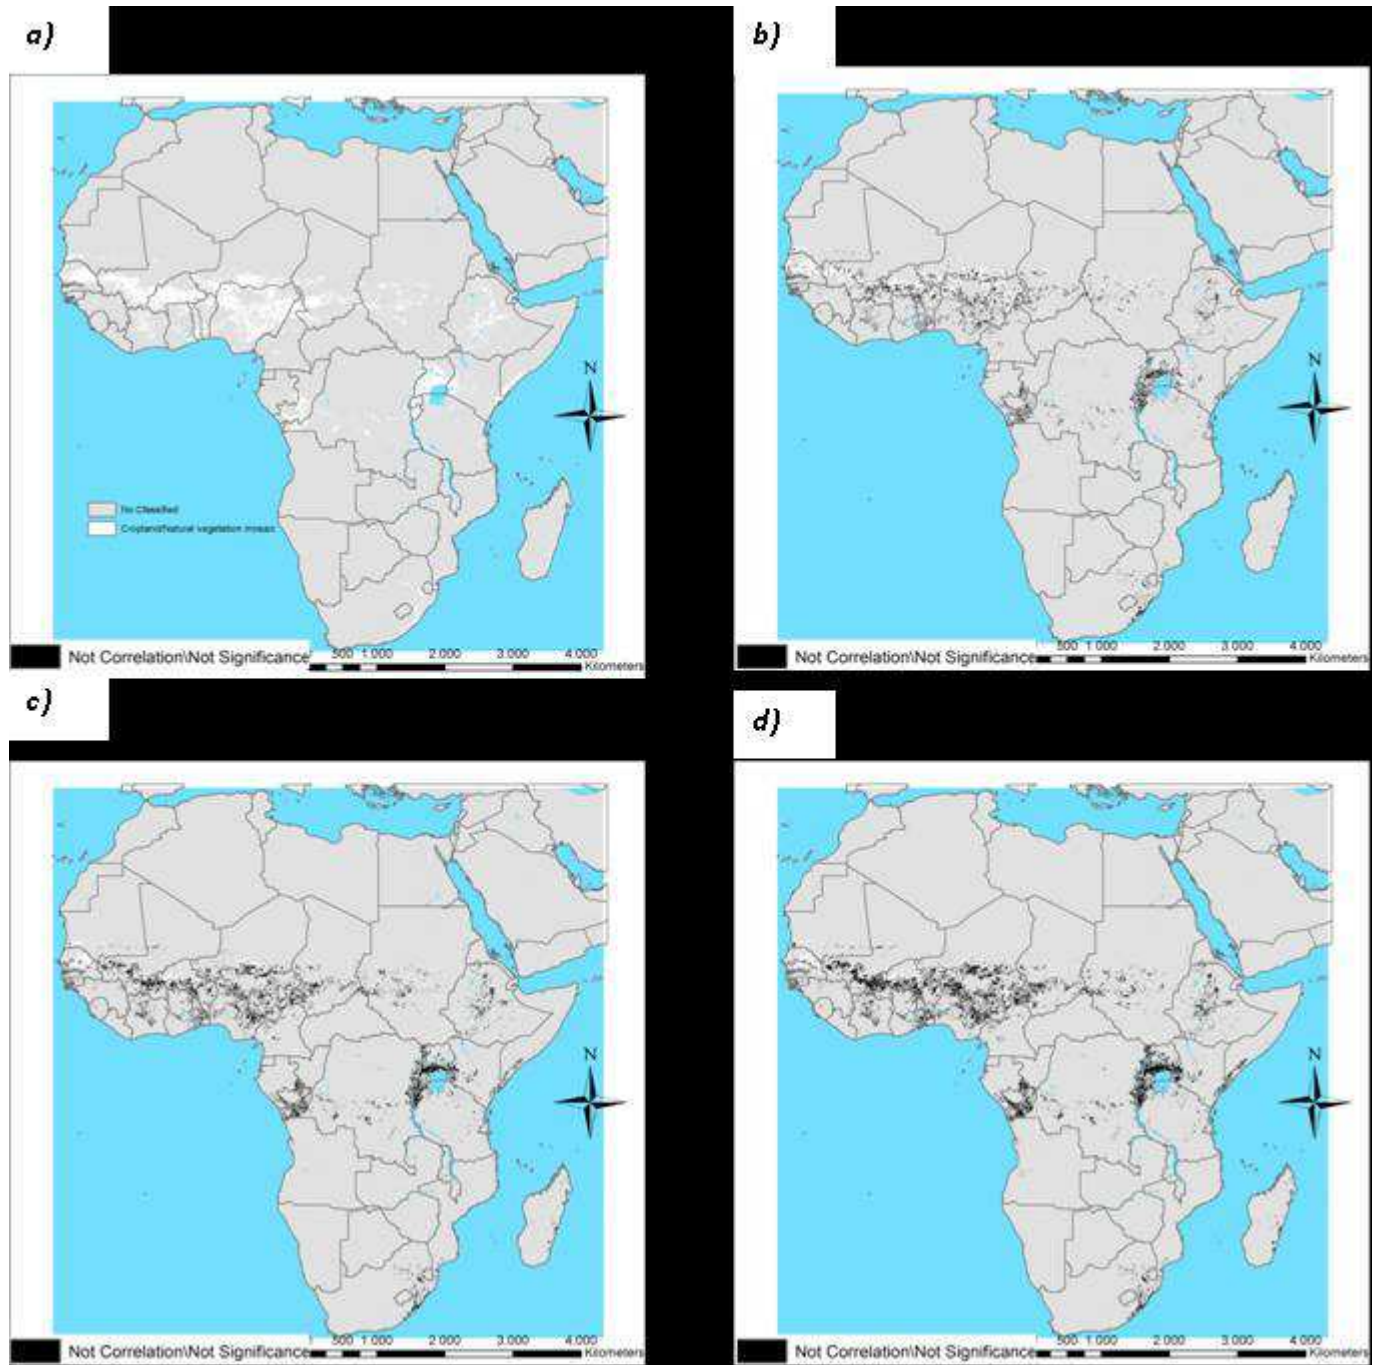 a)
N
No Classified
Cropland/Natural vegetation mosaic
Not Correlation\Not Significance
500 1 000 2 000 3.000 4.000
Kilometers
b)
N
Not Correlation\Not Significance
500 1 000 2 000 3.000 4.000
Kilometers
c)
N
Not Correlation\Not Significance
500 1 000 2 000 3.000 4.000
Kilometers
d)
N
Not Correlation\Not Significance
500 1 000 2 000 3.000 4.000
Kilometers